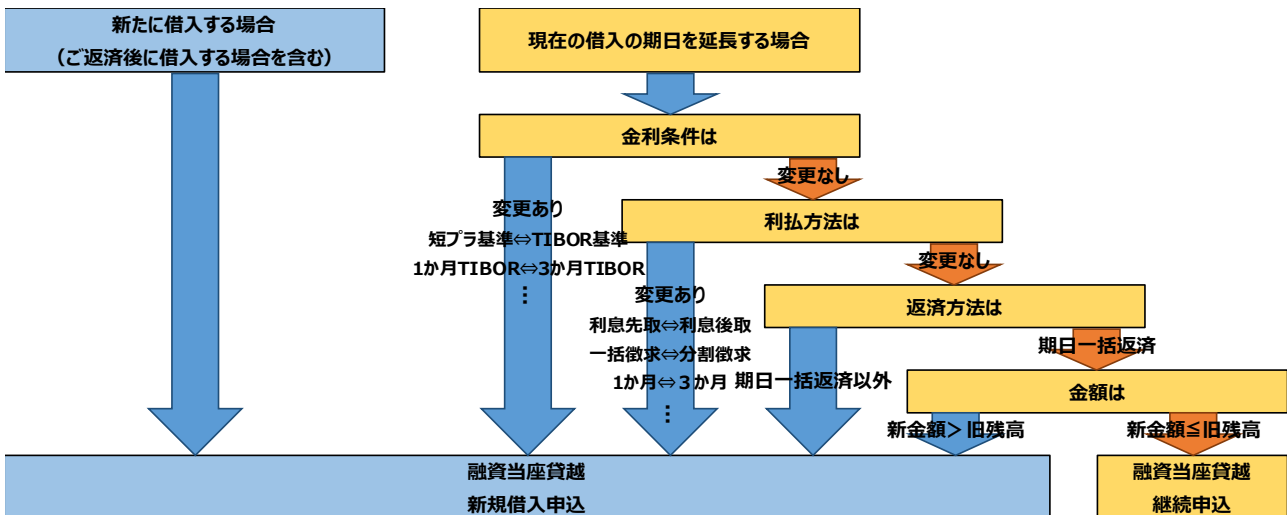 新たに借入する場合
（ご返済後に借入する場合を含む）
現在の借入の期日を延長する場合
金利条件は
変更なし
変更あり
短プラ基準⇔TIBOR基準
1か月TIBOR⇔3か月TIBOR
…
利払方法は
変更なし
変更あり
利息先取⇔利息後取
一括徴求⇔分割徴求
1か月⇔３か月
…
返済方法は
期日一括返済
期日一括返済以外
金額は
新金額＞旧残高
新金額≦旧残高
融資当座貸越
新規借入申込
融資当座貸越
継続申込